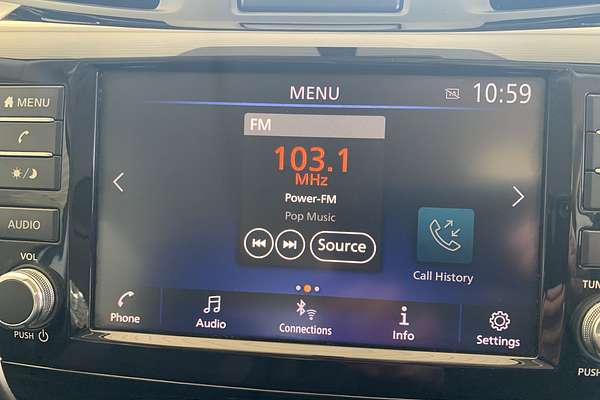 MENU
MENU
10:59
FM
103.1
MHz
Power-FM
Pop Music
Source
Call History
AUDIO
VOL
PUSH
Phone
Audio
Connections
Info
Settings
TUN
PUSH